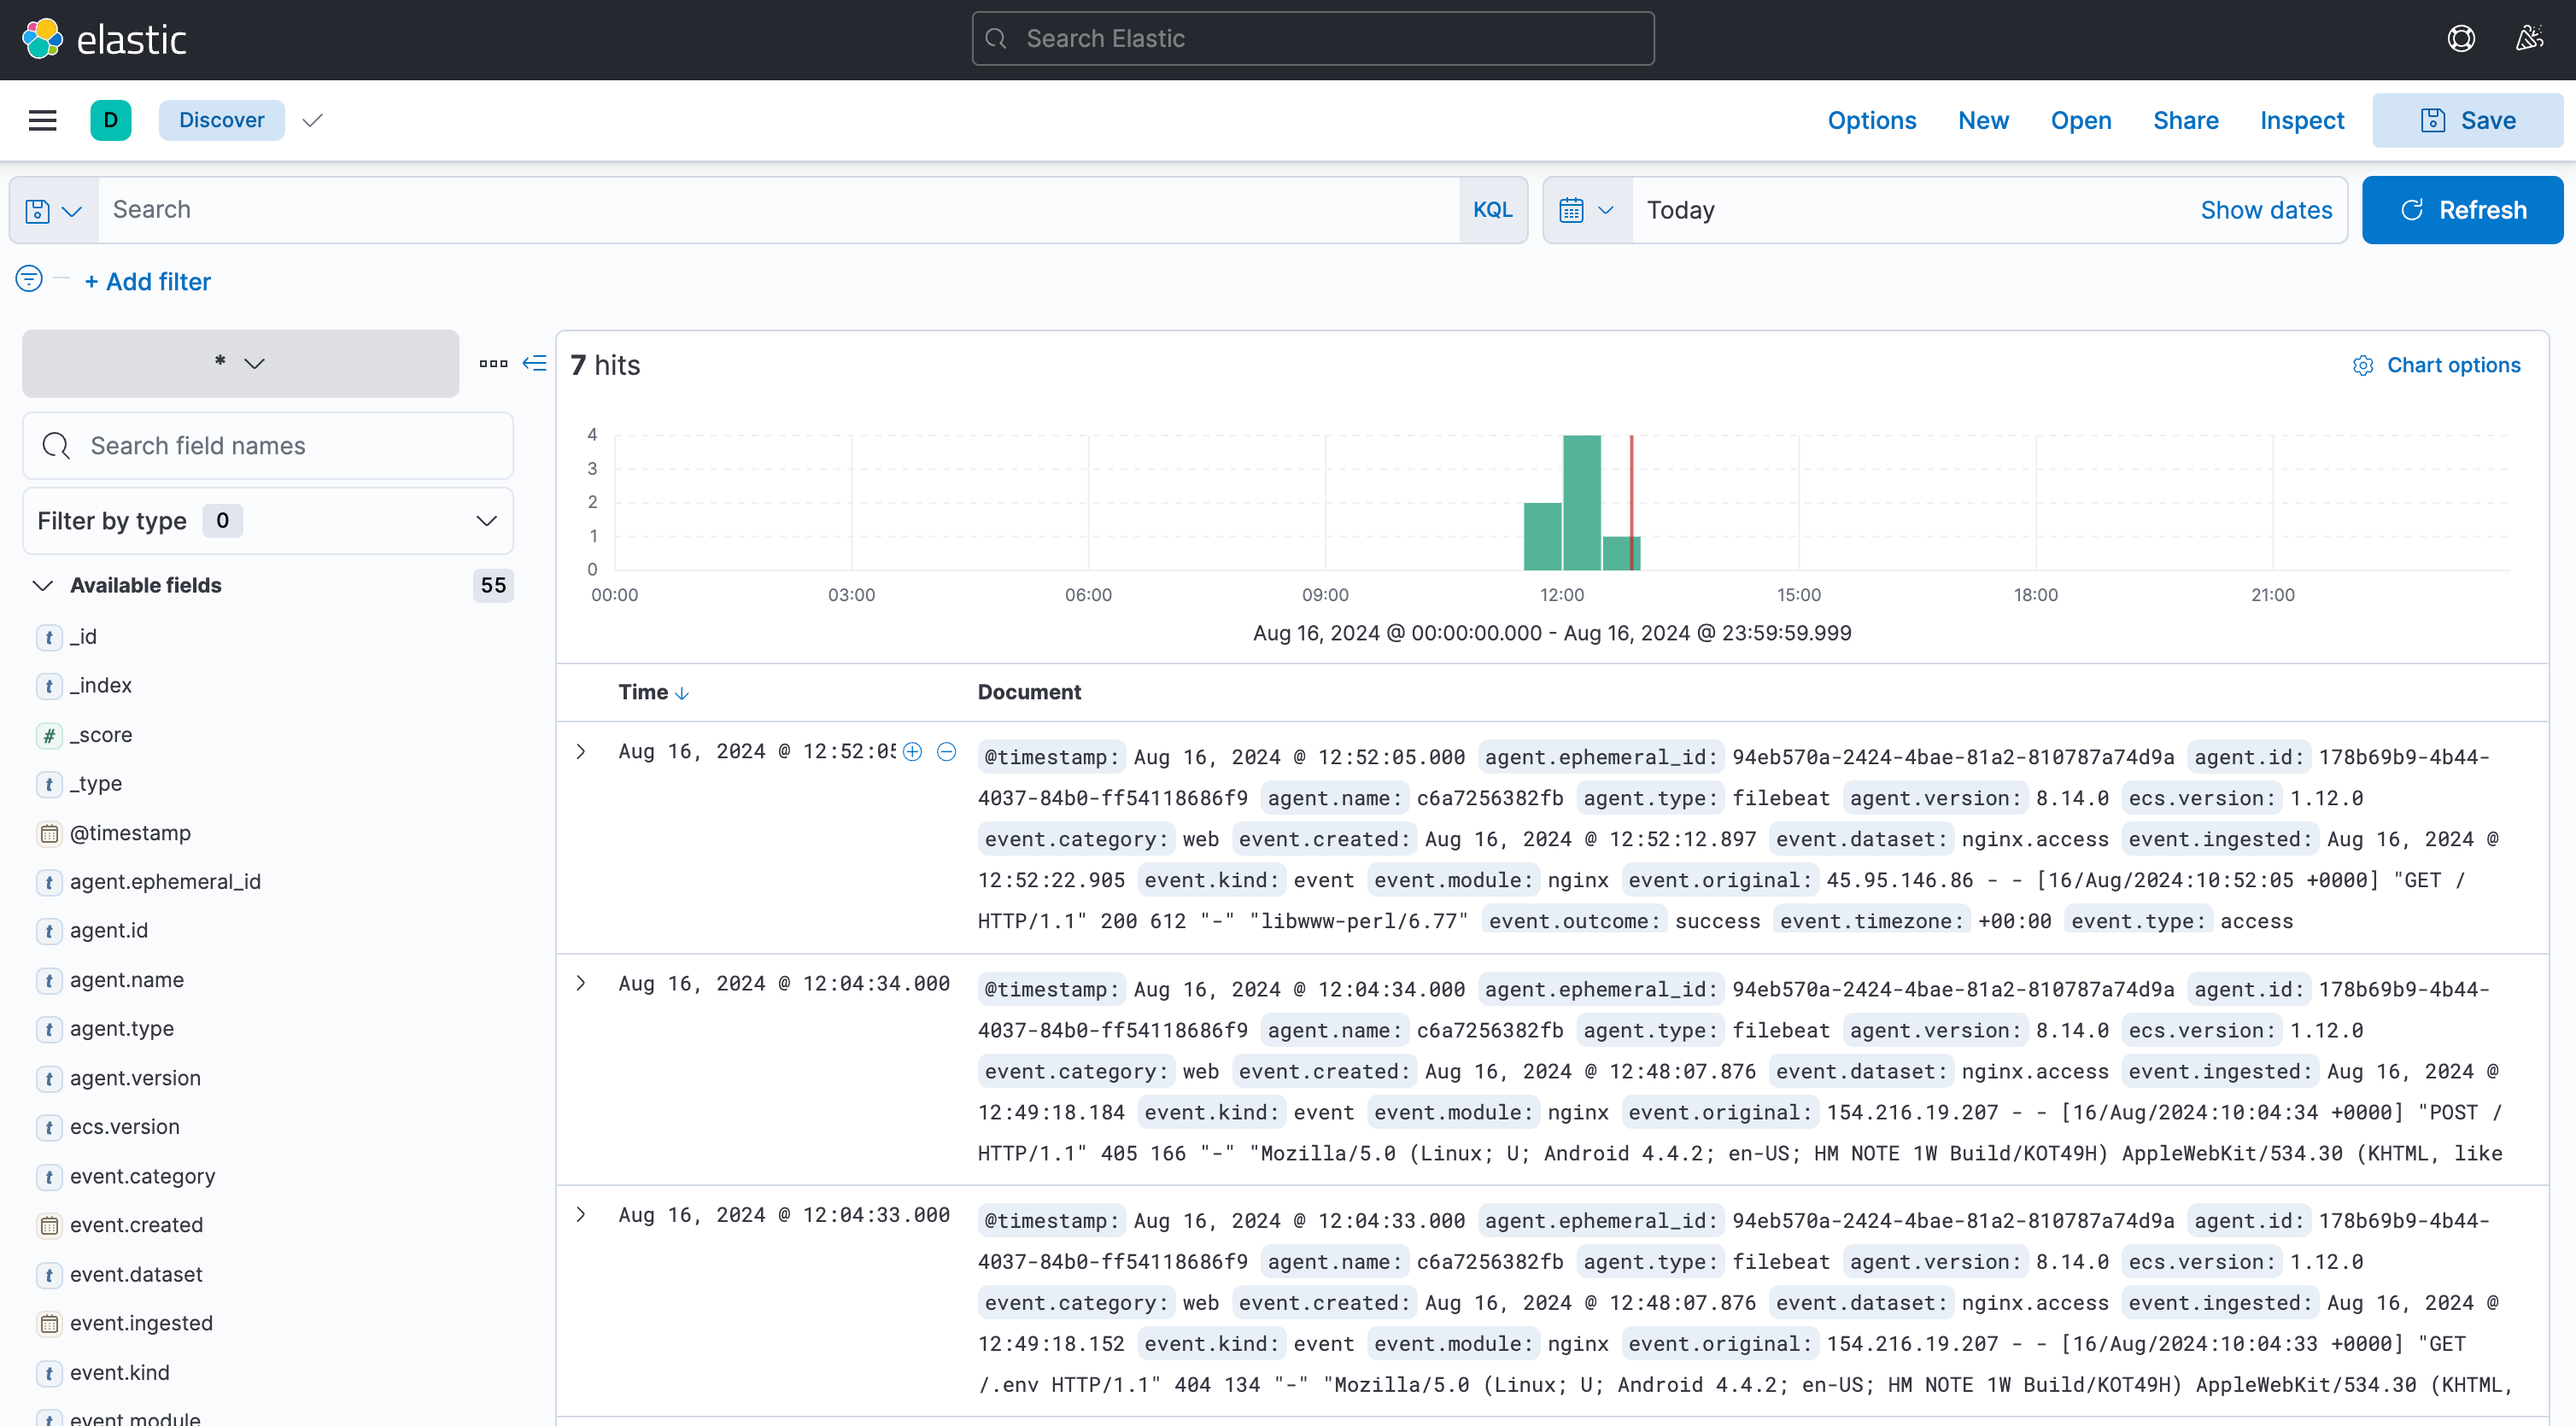 elastic
Search Elastic
D
Discover
Options
New
Open
Share
Inspect
Save
Search
KQL
Today
Show dates
Refresh
+ Add filter
*
Search field names
Filter by type 0
Available fields 55
t _id
t _index
# _score
t _type
@timestamp
t agent.ephemeral_id
t agent.id
t agent.name
t agent.type
t agent.version
t ecs.version
t event.category
event.created
t event.dataset
event.ingested
t event.kind
t event.module
7 hits
Chart options
4
3
2
1
0
00:00 03:00 06:00 09:00 12:00 15:00 18:00 21:00
Aug 16, 2024 @ 00:00:00.000 - Aug 16, 2024 @ 23:59:59.999
Time Document
Aug 16, 2024 @ 12:52:05
@timestamp: Aug 16, 2024 @ 12:52:05.000 agent.ephemeral_id: 94eb570a-2424-4bae-81a2-810787a74d9a agent.id: 178b69b9-4b44-
4037-84b0-ff54118686f9 agent.name: c6a7256382fb agent.type: filebeat agent.version: 8.14.0 ecs.version: 1.12.0
event.category: web event.created: Aug 16, 2024 @ 12:52:12.897 event.dataset: nginx.access event.ingested: Aug 16, 2024 @
12:52:22.905 event.kind: event event.module: nginx event.original: 45.95.146.86 - - [16/Aug/2024:10:52:05 +0000] "GET /
HTTP/1.1" 200 612 "-" "libwww-perl/6.77" event.outcome: success event.timezone: +00:00 event.type: access
Aug 16, 2024 @ 12:04:34.000
@timestamp: Aug 16, 2024 @ 12:04:34.000 agent.ephemeral_id: 94eb570a-2424-4bae-81a2-810787a74d9a agent.id: 178b69b9-4b44-
4037-84b0-ff54118686f9 agent.name: c6a7256382fb agent.type: filebeat agent.version: 8.14.0 ecs.version: 1.12.0
event.category: web event.created: Aug 16, 2024 @ 12:48:07.876 event.dataset: nginx.access event.ingested: Aug 16, 2024 @
12:49:18.184 event.kind: event event.module: nginx event.original: 154.216.19.207 - - [16/Aug/2024:10:04:34 +0000] "POST /
HTTP/1.1" 405 166 "-" "Mozilla/5.0 (Linux; U; Android 4.4.2; en-US; HM NOTE 1W Build/KOT49H) AppleWebKit/534.30 (KHTML, like
Aug 16, 2024 @ 12:04:33.000
@timestamp: Aug 16, 2024 @ 12:04:33.000 agent.ephemeral_id: 94eb570a-2424-4bae-81a2-810787a74d9a agent.id: 178b69b9-4b44-
4037-84b0-ff54118686f9 agent.name: c6a7256382fb agent.type: filebeat agent.version: 8.14.0 ecs.version: 1.12.0
event.category: web event.created: Aug 16, 2024 @ 12:48:07.876 event.dataset: nginx.access event.ingested: Aug 16, 2024 @
12:49:18.152 event.kind: event event.module: nginx event.original: 154.216.19.207 - - [16/Aug/2024:10:04:33 +0000] "GET
/.env HTTP/1.1" 404 134 "-" "Mozilla/5.0 (Linux; U; Android 4.4.2; en-US; HM NOTE 1W Build/KOT49H) AppleWebKit/534.30 (KHTML,